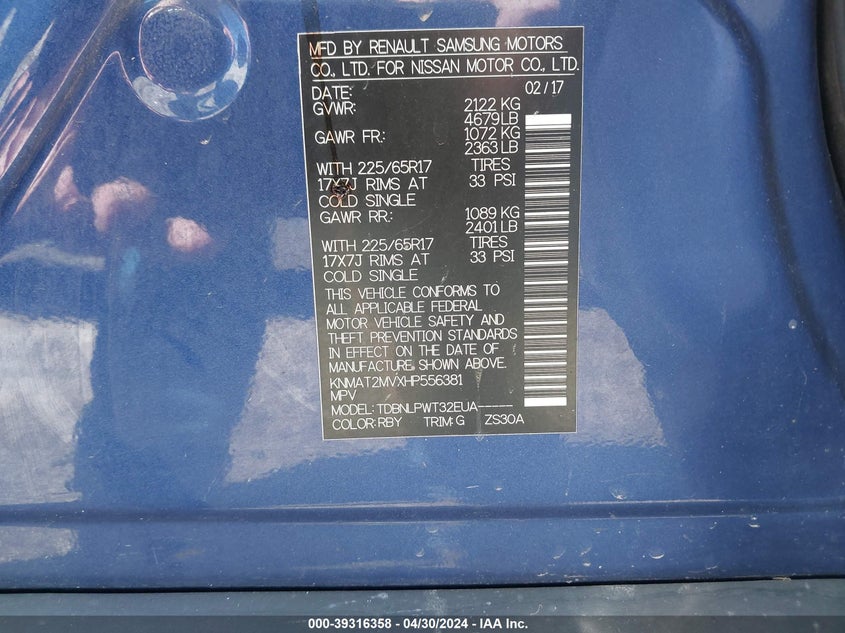 MFD BY RENAULT SAMSUNG MOTORS
CO., LTD. FOR NISSAN MOTOR CO., LTD.
DATE: 02/17
GVWR: 2122 KG
4679LB
GAWR FR.: 1072 KG
2363 LB
WITH 225/65R17 TIRES
17X7J RIMS AT 33 PSI
COLD SINGLE
GAWR RR.: 1089 KG
2401 LB
WITH 225/65R17 TIRES
17X7J RIMS AT 33 PSI
COLD SINGLE
THIS VEHICLE CONFORMS TO
ALL APPLICABLE FEDERAL
MOTOR VEHICLE SAFETY AND
THEFT PREVENTION STANDARDS
IN EFFECT ON THE DATE OF
MANUFACTURE SHOWN ABOVE.
KNMAT2MVXHP556381
MPV
MODEL: TDBNLPWT32EUA-----
COLOR:RBY TRIM:G ZS30A
000-39316358 - 04/30/2024 - IAA Inc.